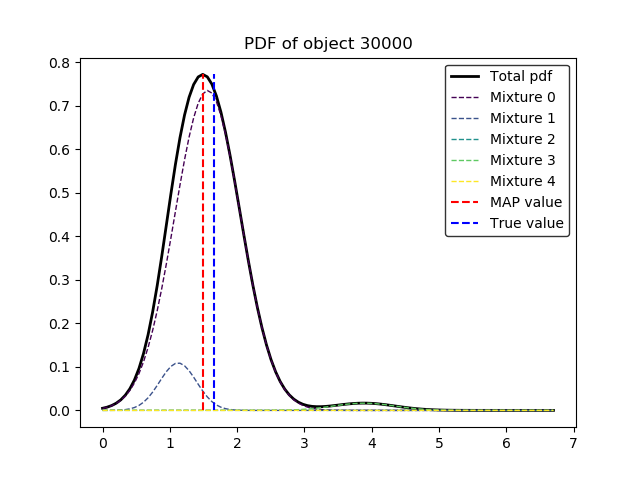 PDF of object 30000
0.8
0.7
0.6
0.5
0.4
0.3
0.2
0.1
0.0
0 1 2 3 4 5 6 7
Total pdf
Mixture 0
Mixture 1
Mixture 2
Mixture 3
Mixture 4
MAP value
True value